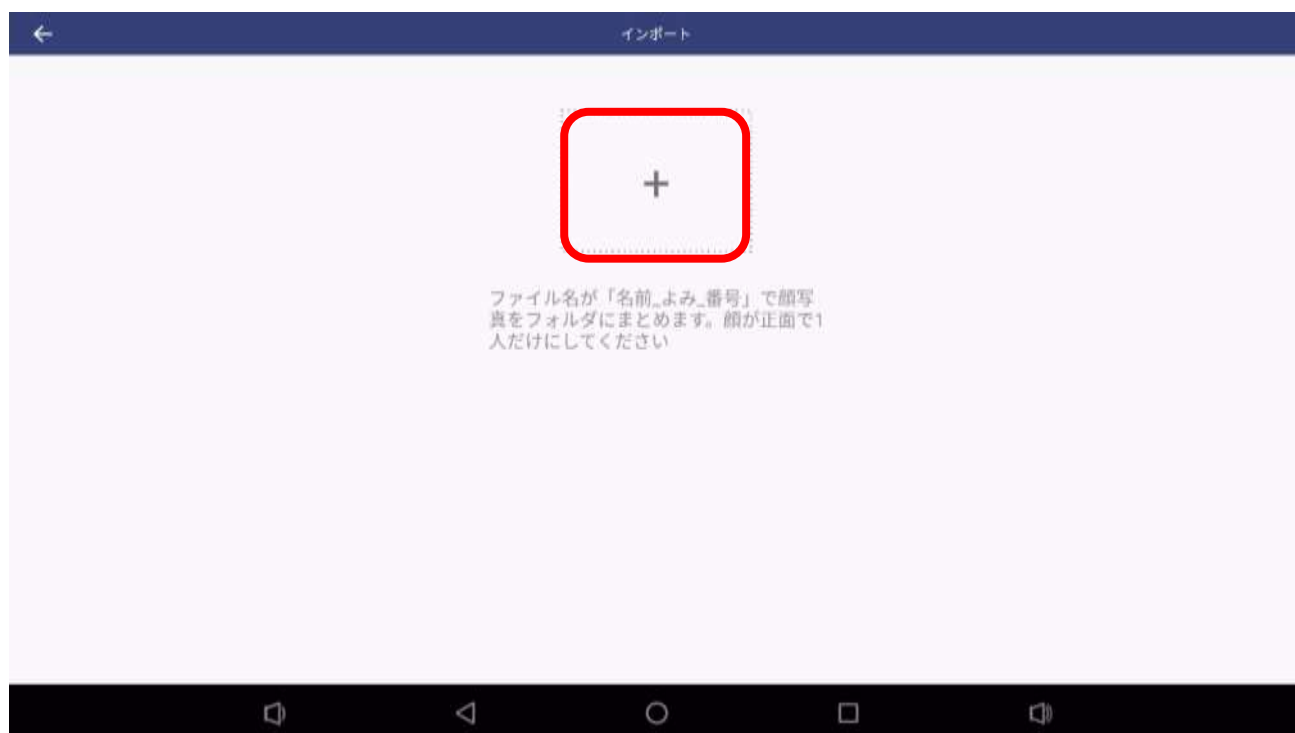 インポート
+
ファイル名が「名前_よみ_番号」で顔写
真をフォルダにまとめます。顔が正面で1
人だけにしてください